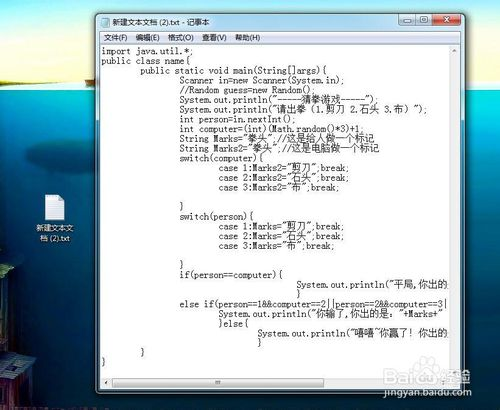 新建文本文档 (2).txt - 记事本
文件(F) 编辑(E) 格式(O) 查看(V) 帮助(H)
import java.util.*;
public class name{
public static void main(String[]args){
Scanner in=new Scanner(System.in);
//Random guess=new Random();
System.out.println("-----猜拳游戏-----");
System.out.println("请出拳 (1.剪刀 2.石头 3.布) ");
int person=in.nextInt();
int computer=(int)(Math.random()*3)+1;
String Marks="拳头";//这是给人做一个标记
String Marks2="拳头";//这是电脑做一个标记
switch(computer){
case 1:Marks2="剪刀";break;
case 2:Marks2="石头";break;
case 3:Marks2="布";break;
}
switch(person){
case 1:Marks="剪刀";break;
case 2:Marks="石头";break;
case 3:Marks="布";break;
}
if(person==computer){
System.out.println("平局,你出的
}
else if(person==1&&computer==2||person==2&&computer==3|
System.out.println("你输了,你出的是: "+Marks+"
}else{
System.out.println("嘻嘻~你赢了! 你出的
}
}
}
新建文本文
档 (2).txt
Baidu经验
jingyan.baidu.com